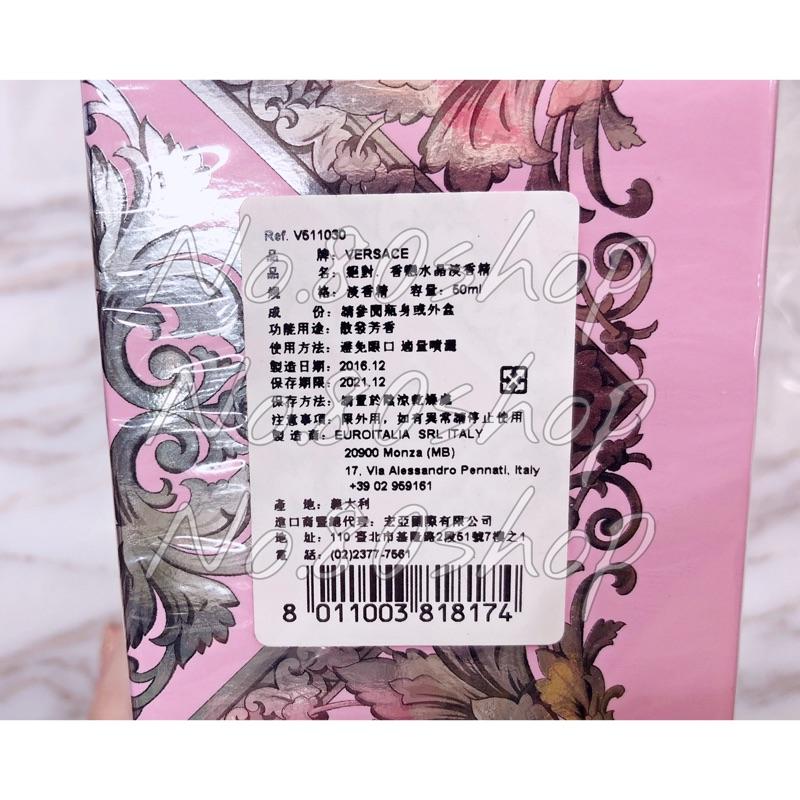 Ref. V511030
品 牌：VERSACE
品 名：絕對．香戀水晶淡香精
規 格：淡香精 容量：50ml
成 份：請參閱瓶身或外盒
功能用途：散發芳香
使用方法：避免眼口 適量噴灑
製造日期：2016.12
保存期限：2021.12
保存方法：請置於陰涼乾燥處
注意事項：限外用，如有異常請停止使用
製 造 商：EUROITALIA SRL ITALY
20900 Monza (MB)
17, Via Alessandro Pennati, Italy
+39 02 959161
產 地：義大利
進口商暨總代理：宏亞國際有限公司
地 址：110 臺北市基隆路2段51號7樓之1
電 話：(02)2377-7561
8 011003 818174
No.80shop
No.80shop
No.80shop